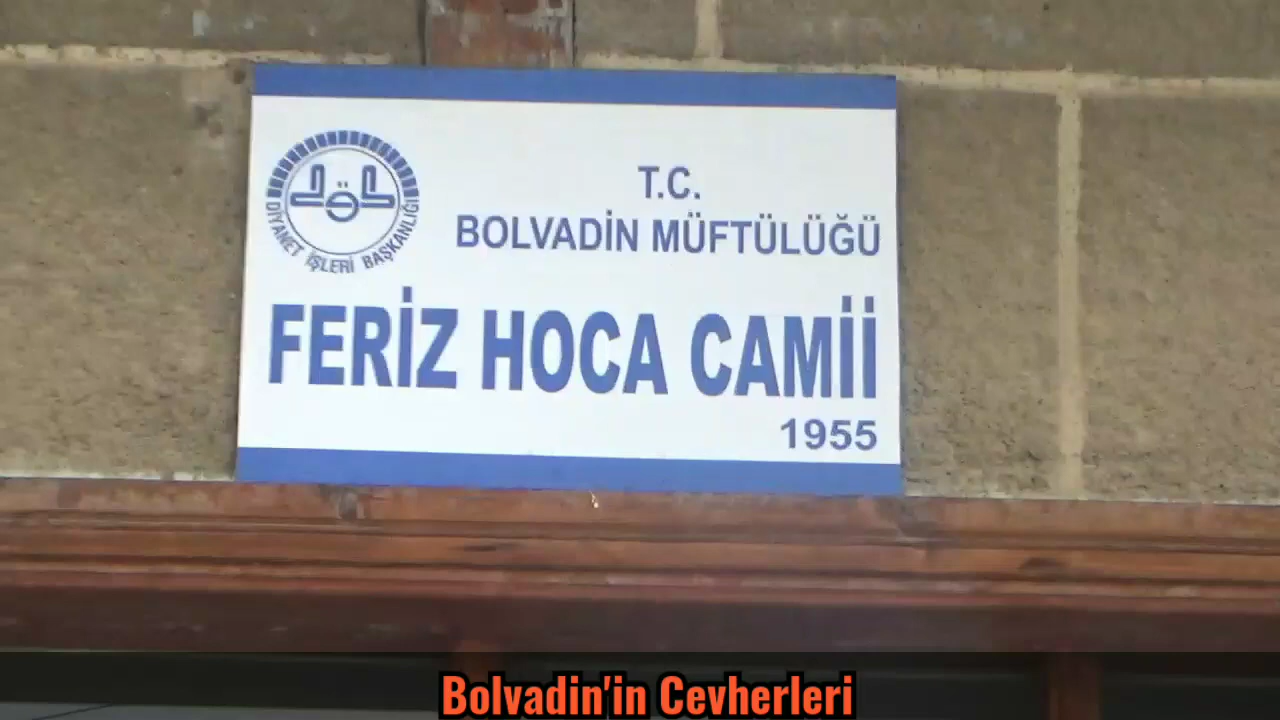 T.C.
BOLVADİN MÜFTÜLÜĞÜ
DİYANET İŞLERİ BAŞKANLIĞI
FERİZ HOCA CAMİİ
1955
Bolvadin'in Cevherleri